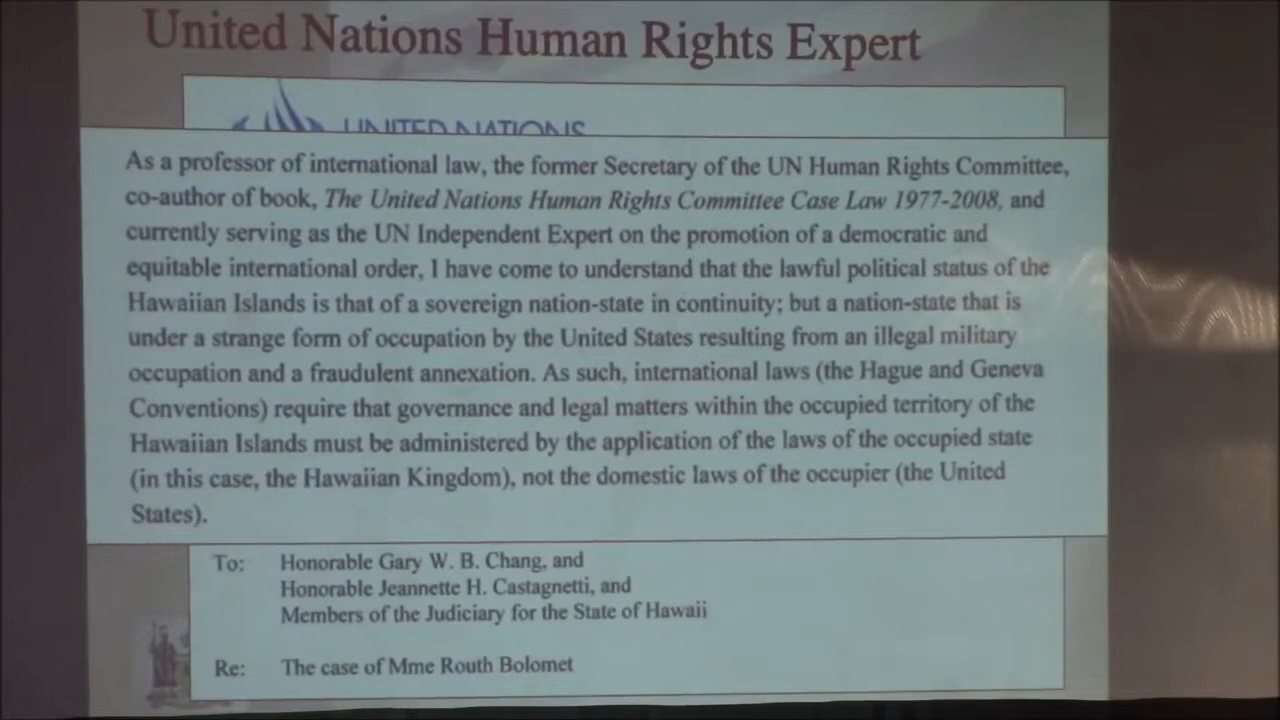 United Nations Human Rights Expert
UNITED NATIONS
As a professor of international law, the former Secretary of the UN Human Rights Committee,
co-author of book, The United Nations Human Rights Committee Case Law 1977-2008, and
currently serving as the UN Independent Expert on the promotion of a democratic and
equitable international order, I have come to understand that the lawful political status of the
Hawaiian Islands is that of a sovereign nation-state in continuity; but a nation-state that is
under a strange form of occupation by the United States resulting from an illegal military
occupation and a fraudulent annexation. As such, international laws (the Hague and Geneva
Conventions) require that governance and legal matters within the occupied territory of the
Hawaiian Islands must be administered by the application of the laws of the occupied state
(in this case, the Hawaiian Kingdom), not the domestic laws of the occupier (the United
States).
To: Honorable Gary W. B. Chang, and
Honorable Jeannette H. Castagnetti, and
Members of the Judiciary for the State of Hawaii
Re: The case of Mme Routh Bolomet